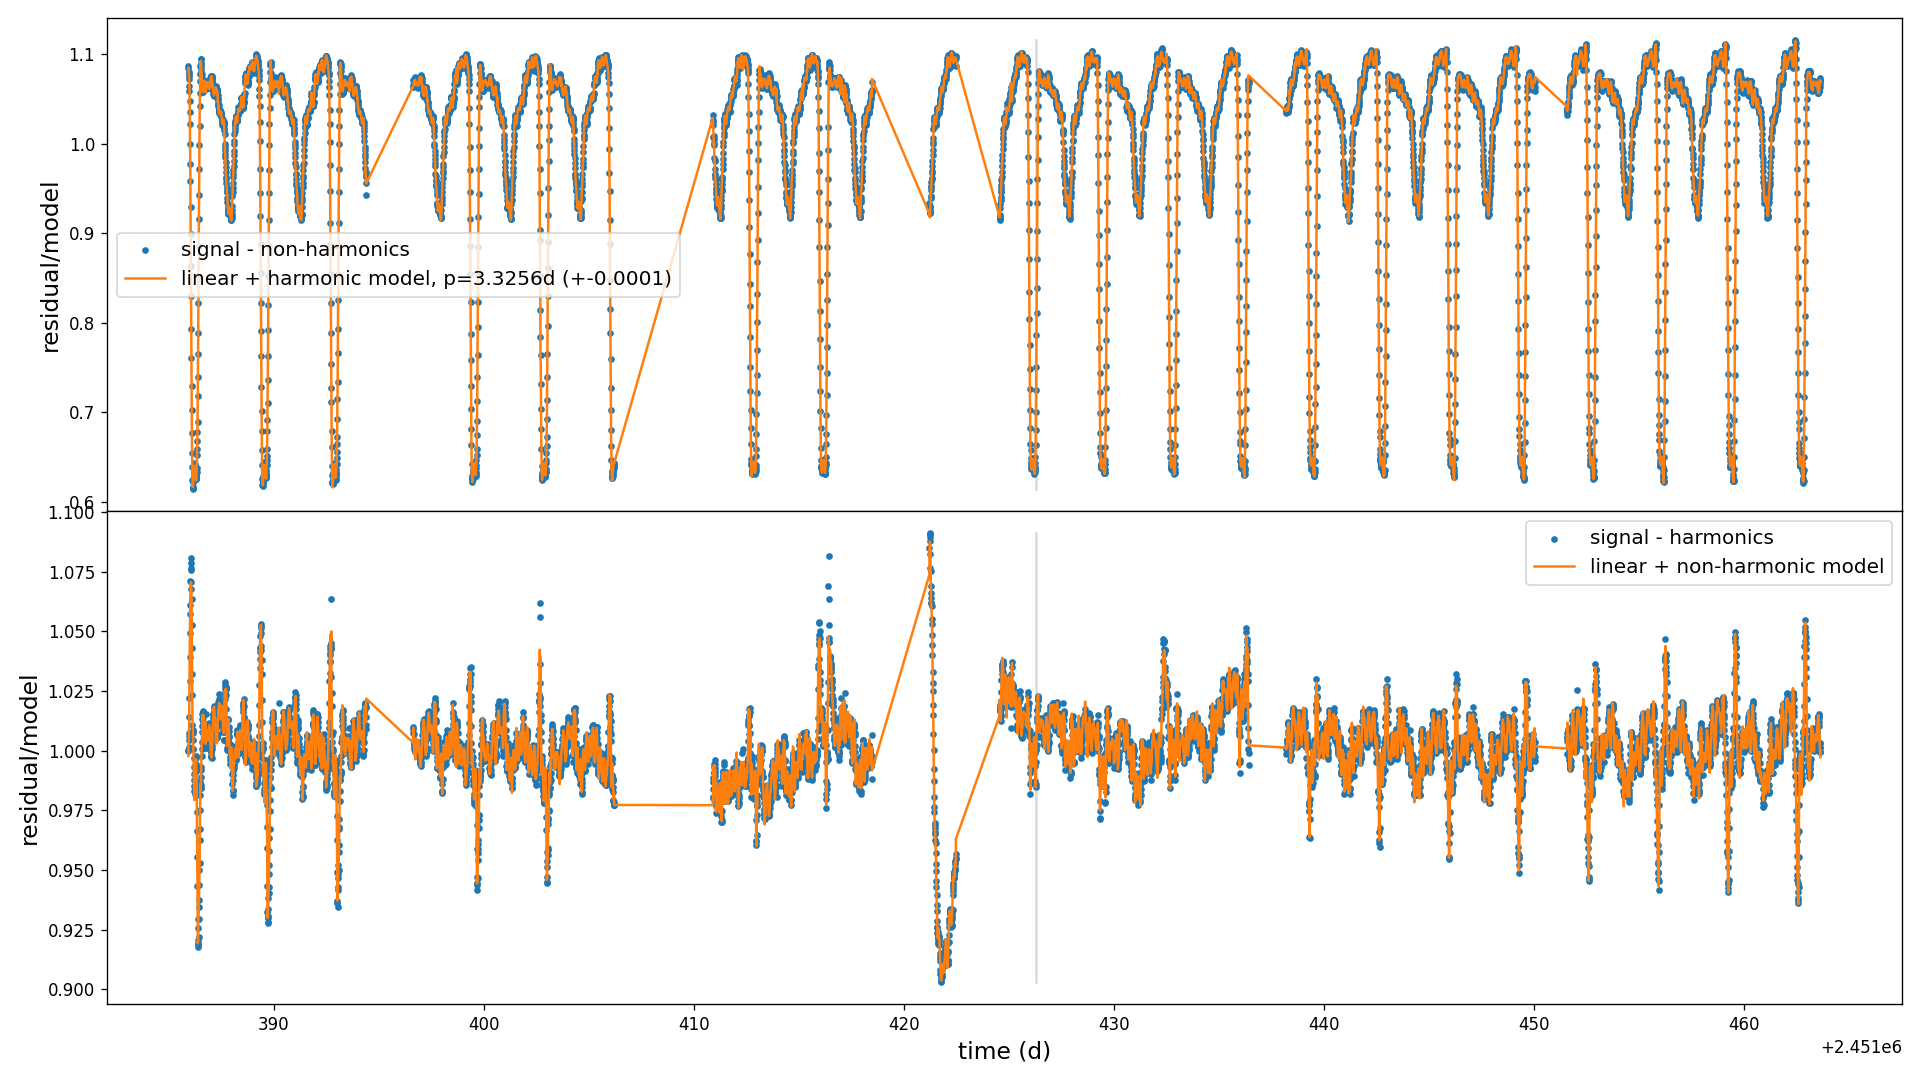 1.1
1.0
0.9
0.8
0.7
0.6
residual/model
signal - non-harmonics
linear + harmonic model, p=3.3256d (+-0.0001)
1.100
1.075
1.050
1.025
1.000
0.975
0.950
0.925
0.900
residual/model
signal - harmonics
linear + non-harmonic model
390 400 410 420 430 440 450 460
time (d)
+2.451e6